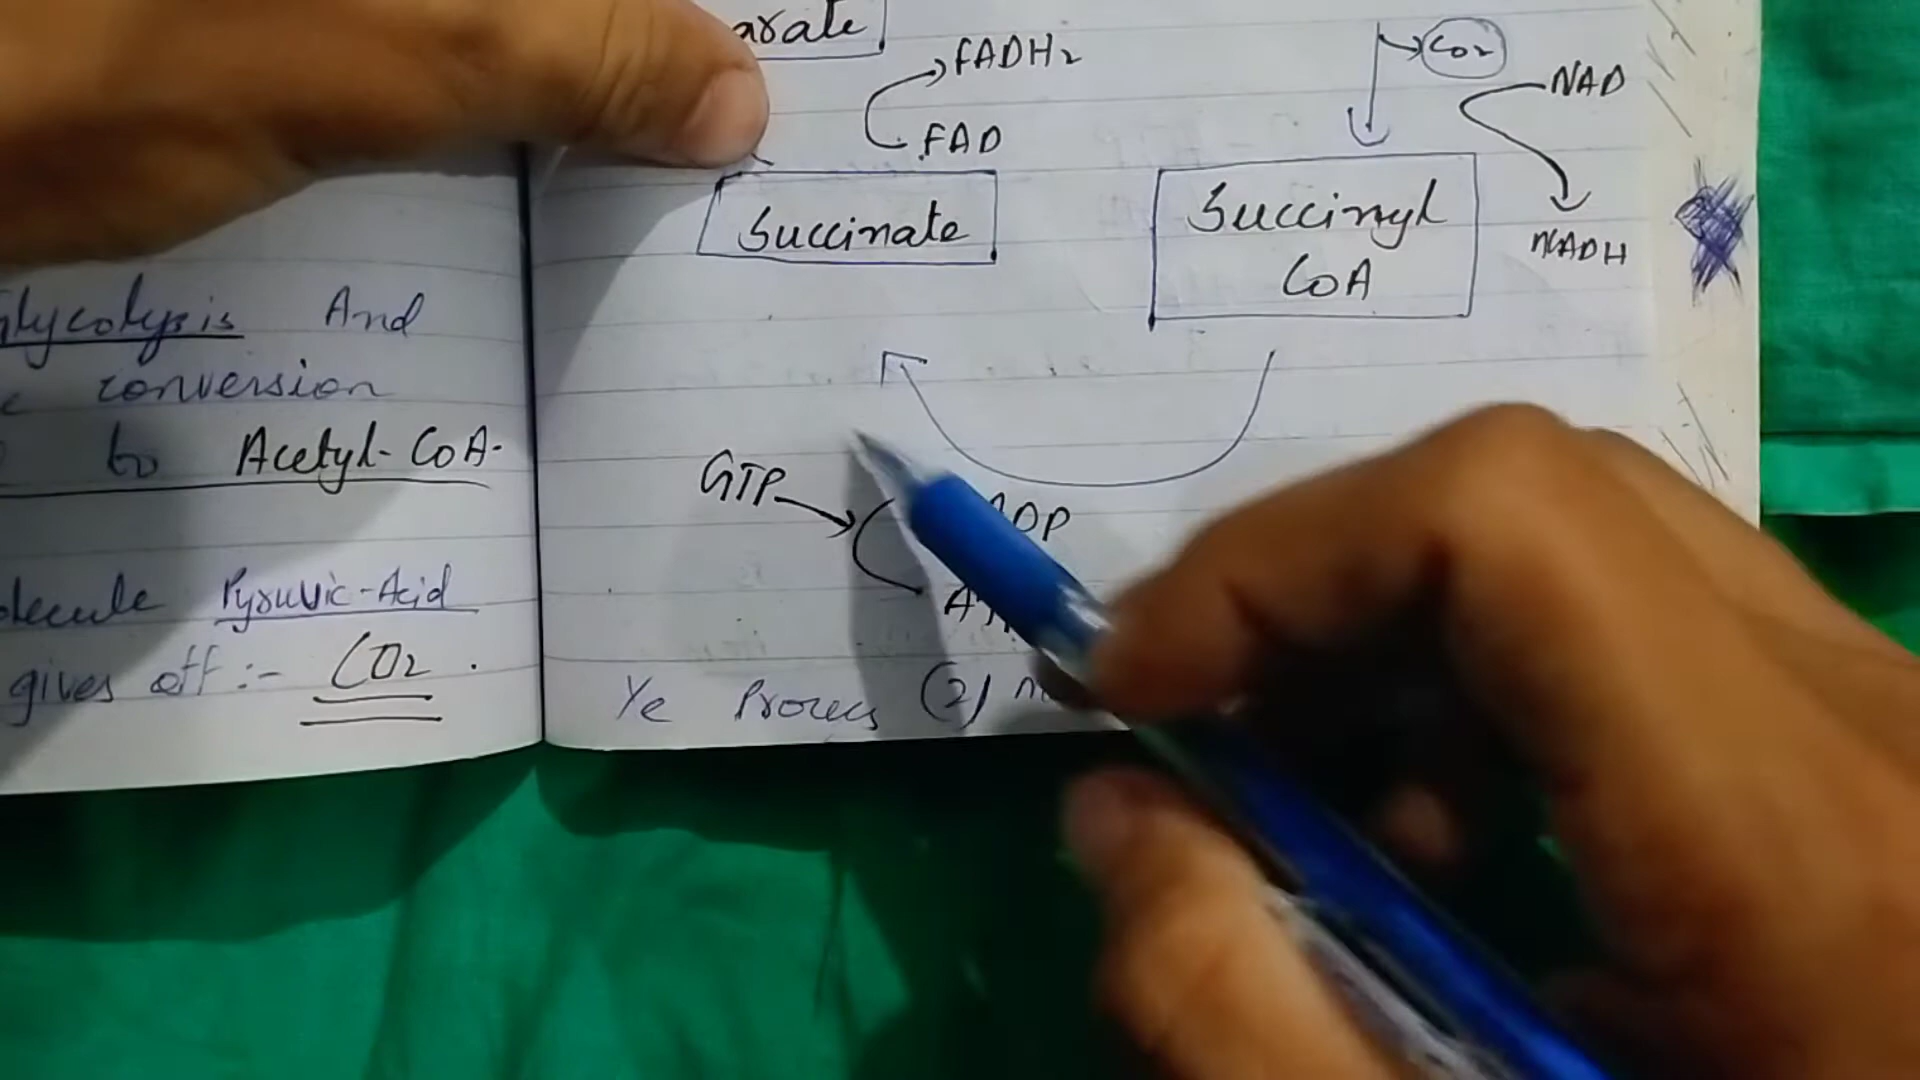 Glycolysis And
conversion
to Acetyl-CoA-
Pyruvic-Acid
gives off :- CO2 .
FADH2
FAD
CO2
NAD
NADH
Succinate
Succinyl
CoA
GTP
ADP
Ye Process (2)